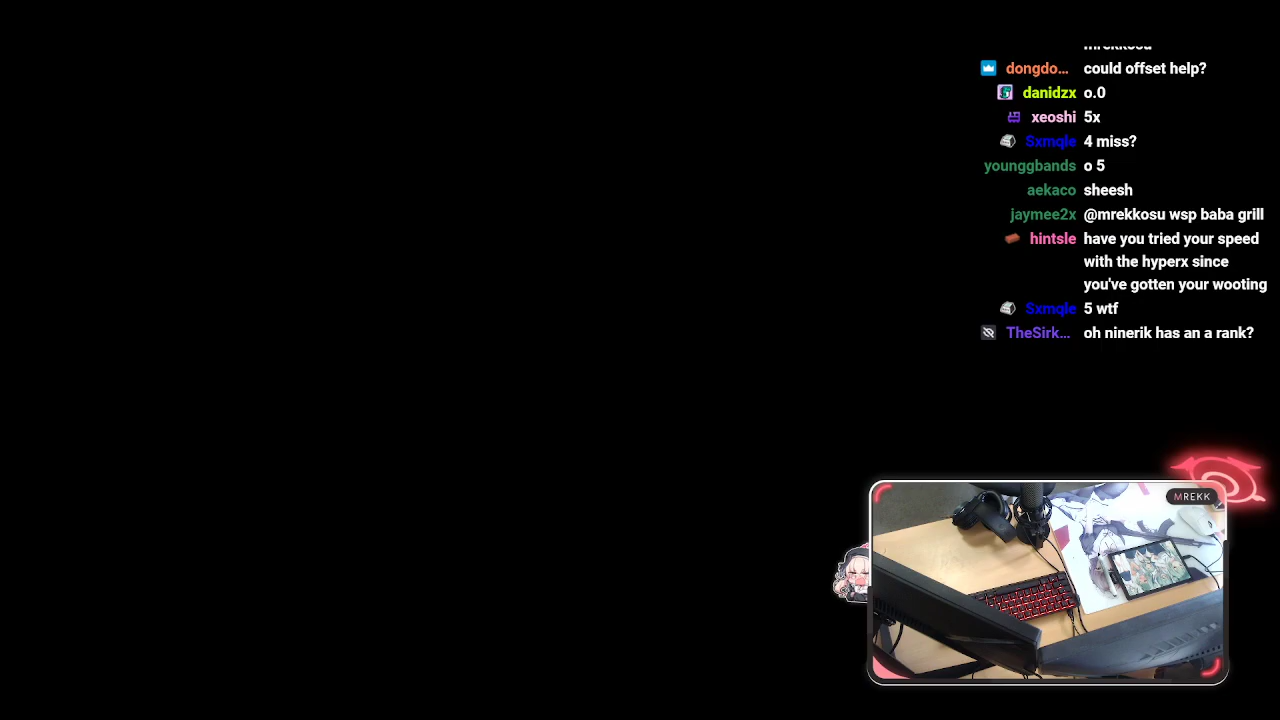 mrekkosu
dongdo… could offset help?
danidzx o.0
xeoshi 5x
Sxmqle 4 miss?
younggbands o 5
aekaco sheesh
jaymee2x @mrekkosu wsp baba grill
hintsle have you tried your speed
with the hyperx since
you've gotten your wooting
Sxmqle 5 wtf
TheSirk… oh ninerik has an a rank?
MREKK